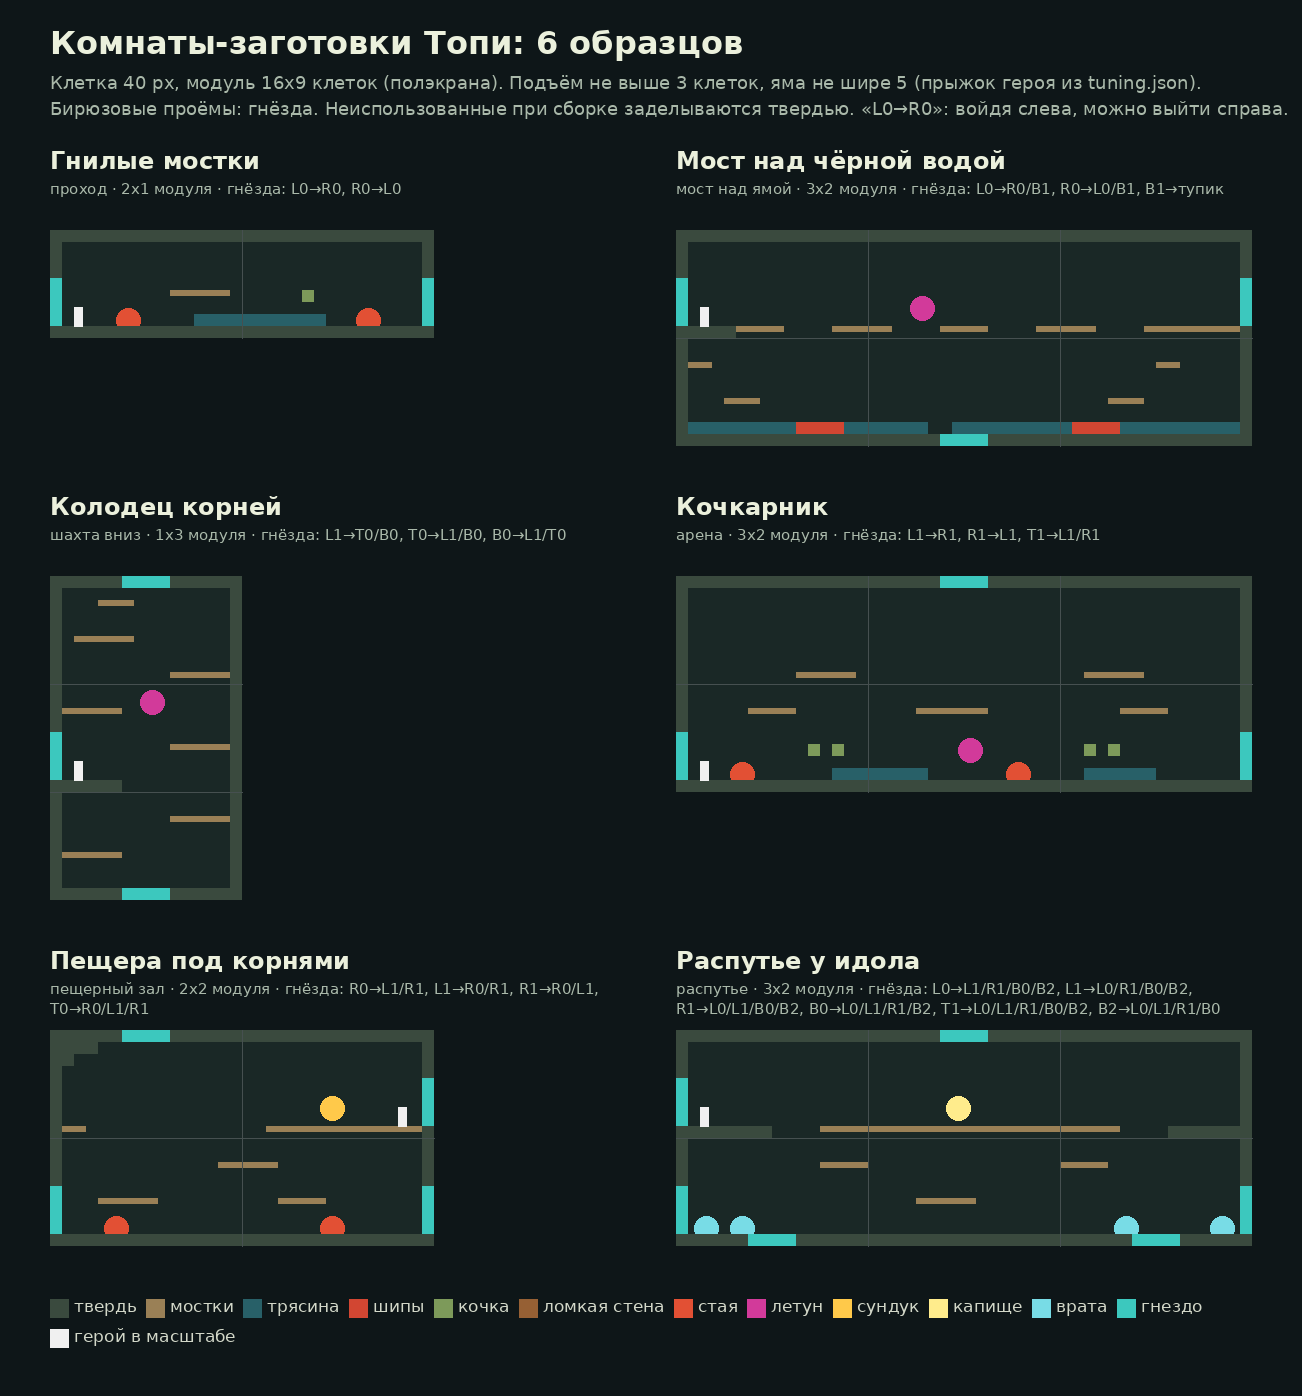 Комнаты-заготовки Топи: 6 образцов
Клетка 40 px, модуль 16x9 клеток (полэкрана). Подъём не выше 3 клеток, яма не шире 5 (прыжок героя из tuning.json).
Бирюзовые проёмы: гнёзда. Неиспользованные при сборке заделываются твердью. «L0→R0»: войдя слева, можно выйти справа.
Гнилые мостки
проход · 2x1 модуля · гнёзда: L0→R0, R0→L0
Мост над чёрной водой
мост над ямой · 3x2 модуля · гнёзда: L0→R0/B1, R0→L0/B1, B1→тупик
Колодец корней
шахта вниз · 1x3 модуля · гнёзда: L1→T0/B0, T0→L1/B0, B0→L1/T0
Кочкарник
арена · 3x2 модуля · гнёзда: L1→R1, R1→L1, T1→L1/R1
Пещера под корнями
пещерный зал · 2x2 модуля · гнёзда: R0→L1/R1, L1→R0/R1, R1→R0/L1,
T0→R0/L1/R1
Распутье у идола
распутье · 3x2 модуля · гнёзда: L0→L1/R1/B0/B2, L1→L0/R1/B0/B2,
R1→L0/L1/B0/B2, B0→L0/L1/R1/B2, T1→L0/L1/R1/B0/B2, B2→L0/L1/R1/B0
твердь мостки трясина шипы кочка ломкая стена стая летун сундук капище врата гнездо
герой в масштабе